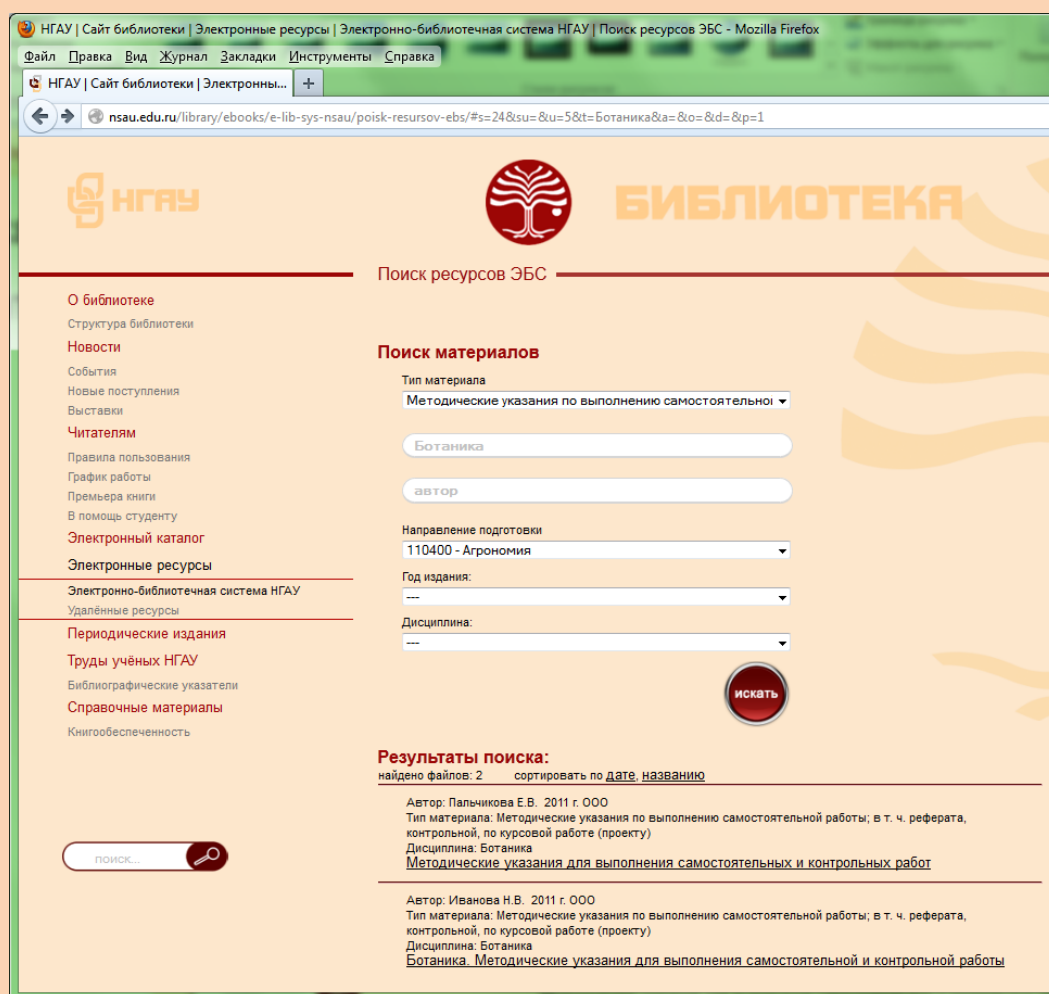 НГАУ | Сайт библиотеки | Электронные ресурсы | Электронно-библиотечная система НГАУ | Поиск ресурсов ЭБС - Mozilla Firefox
Файл Правка Вид Журнал Закладки Инструменты Справка
НГАУ | Сайт библиотеки | Электронны... +
nsau.edu.ru/library/ebooks/e-lib-sys-nsau/poisk-resursov-ebs/#s=24&su=&u=5&t=Ботаника&a=&o=&d=&p=1
НГАУ
БИБЛИОТЕКА
Поиск ресурсов ЭБС
О библиотеке
Структура библиотеки
Новости
События
Новые поступления
Выставки
Читателям
Правила пользования
График работы
Премьера книги
В помощь студенту
Электронный каталог
Электронные ресурсы
Электронно-библиотечная система НГАУ
Удалённые ресурсы
Периодические издания
Труды учёных НГАУ
Библиографические указатели
Справочные материалы
Книгообеспеченность
поиск...
Поиск материалов
Тип материала
Методические указания по выполнению самостоятельной
Ботаника
автор
Направление подготовки
110400 - Агрономия
Год издания:
---
Дисциплина:
---
искать
Результаты поиска:
найдено файлов: 2 сортировать по дате, названию
Автор: Пальчикова Е.В. 2011 г. ООО
Тип материала: Методические указания по выполнению самостоятельной работы; в т. ч. реферата,
контрольной, по курсовой работе (проекту)
Дисциплина: Ботаника
Методические указания для выполнения самостоятельных и контрольных работ
Автор: Иванова Н.В. 2011 г. ООО
Тип материала: Методические указания по выполнению самостоятельной работы; в т. ч. реферата,
контрольной, по курсовой работе (проекту)
Дисциплина: Ботаника
Ботаника. Методические указания для выполнения самостоятельной и контрольной работы